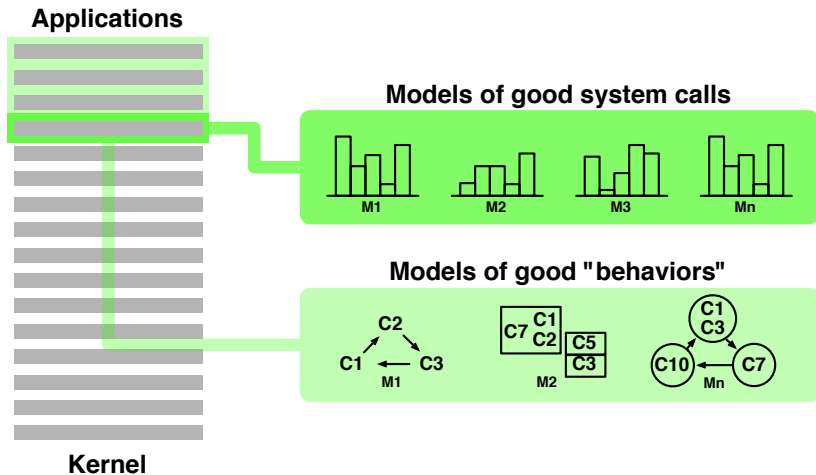 Applications
Models of good system calls
M1 M2 M3 Mn
Models of good "behaviors"
C2
C1 C3
M1
C7 C1
C2
C5
C3
M2
C1
C3
C10 C7
Mn
Kernel